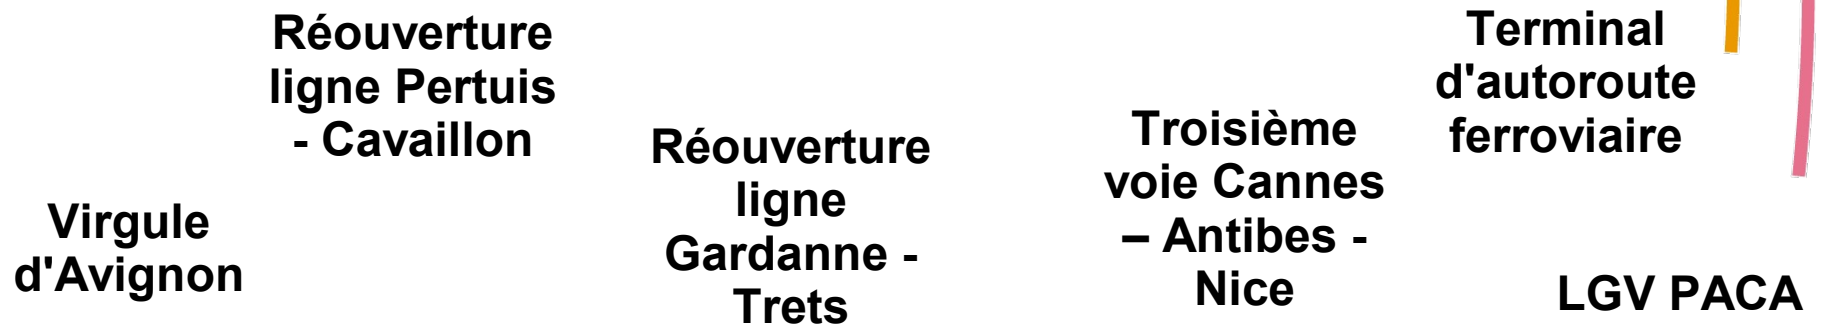 Réouverture
ligne Pertuis
- Cavaillon
Terminal
d'autoroute
ferroviaire
Virgule
d'Avignon
Réouverture
ligne
Gardanne -
Trets
Troisième
voie Cannes
– Antibes -
Nice
LGV PACA